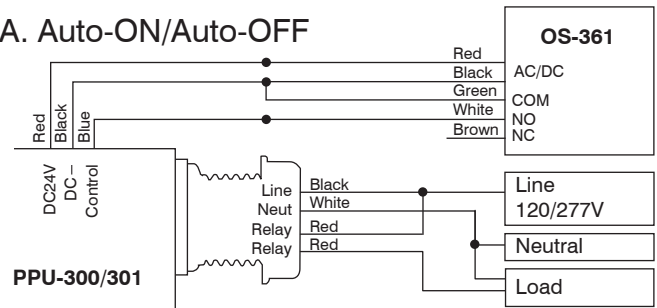 A. Auto-ON/Auto-OFF
OS-361
Red
Black
Green
White
Brown
AC/DC
COM
NO
NC
Red
Black
Blue
DC24V
DC−
Control
PPU-300/301
Line
Neut
Relay
Relay
Black
White
Red
Red
Line
120/277V
Neutral
Load